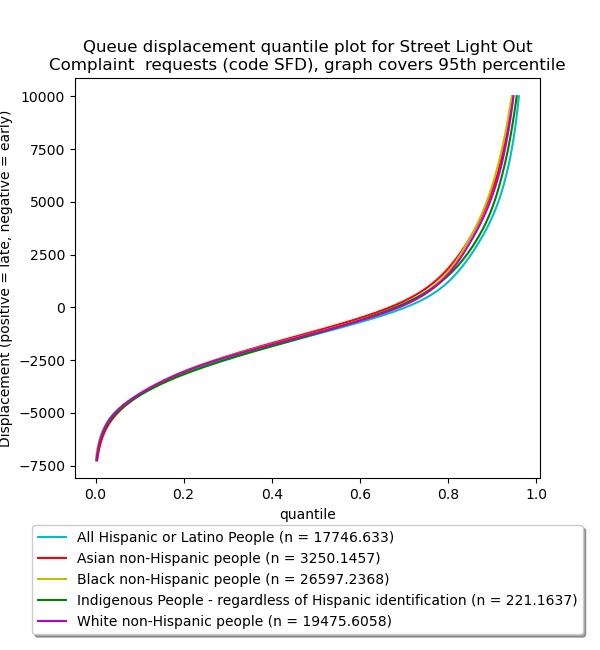 Queue displacement quantile plot for Street Light Out
Complaint  requests (code SFD), graph covers 95th percentile
Displacement (positive = late, negative = early)
10000
7500
5000
2500
0
−2500
−5000
−7500
0.0 0.2 0.4 0.6 0.8 1.0
quantile
All Hispanic or Latino People (n = 17746.633)
Asian non-Hispanic people (n = 3250.1457)
Black non-Hispanic people (n = 26597.2368)
Indigenous People - regardless of Hispanic identification (n = 221.1637)
White non-Hispanic people (n = 19475.6058)